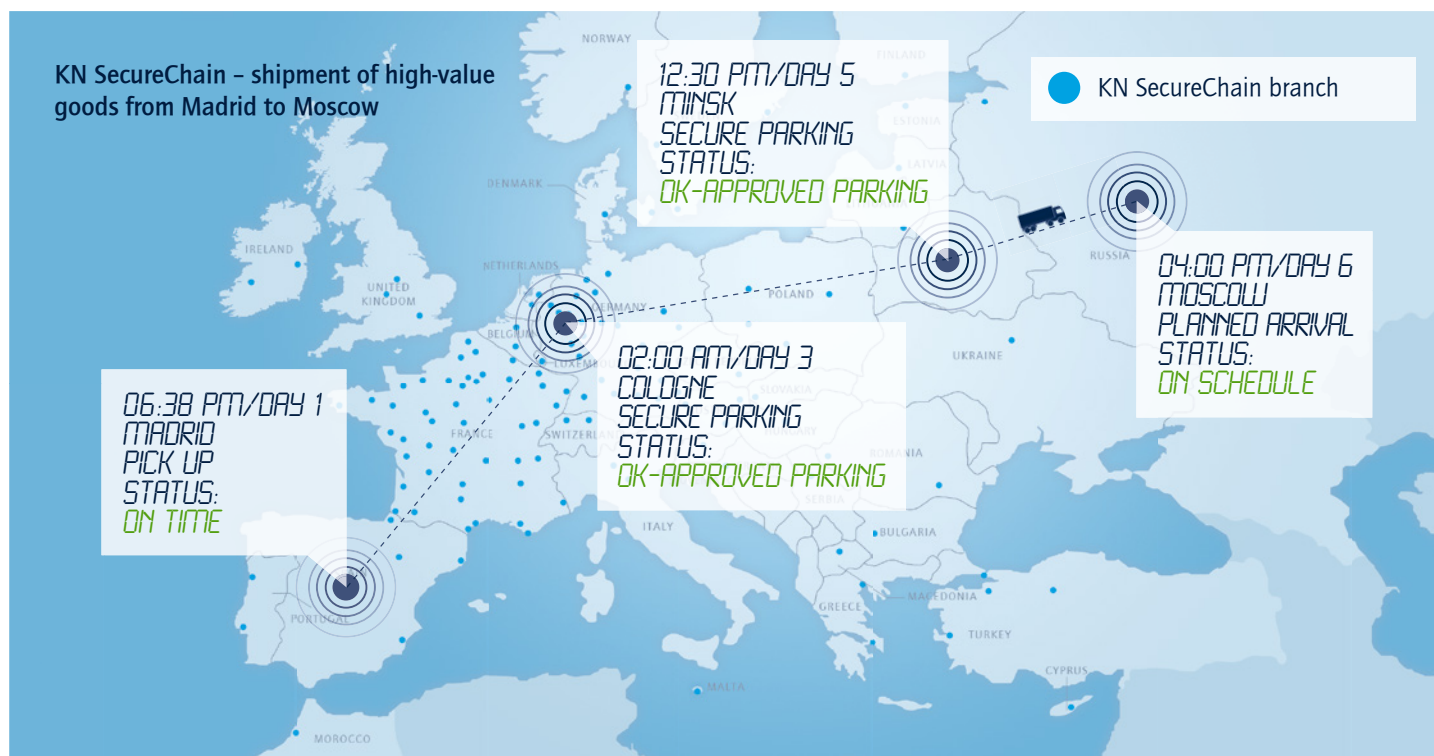 KN SecureChain – shipment of high-value
goods from Madrid to Moscow
KN SecureChain branch
12:30 PM/DAY 5
MINSK
SECURE PARKING
STATUS:
OK-APPROVED PARKING
04:00 PM/DAY 6
MOSCOW
PLANNED ARRIVAL
STATUS:
ON SCHEDULE
02:00 AM/DAY 3
COLOGNE
SECURE PARKING
STATUS:
OK-APPROVED PARKING
06:38 PM/DAY 1
MADRID
PICK UP
STATUS:
ON TIME
NORWAY
FINLAND
ESTONIA
LATVIA
DENMARK
IRELAND
UNITED
KINGDOM
NETHERLANDS
GERMANY
POLAND
RUSSIA
BELGIUM
UKRAINE
SLOVAKIA
FRANCE
HUNGARY
ROMANIA
SERBIA
ITALY
BULGARIA
PORTUGAL
MACEDONIA
GREECE
TURKEY
CYPRUS
MALTA
MOROCCO